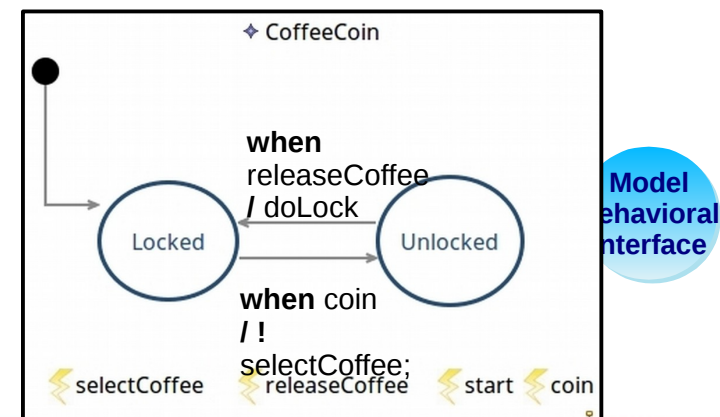 CoffeeCoin
when
releaseCoffee
/ doLock
Locked
Unlocked
when coin
/ !
selectCoffee;
selectCoffee
releaseCoffee
start
coin
Model
ehavioral
nterface